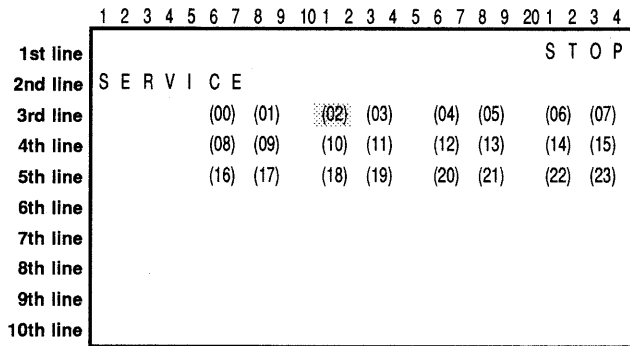 1 2 3 4 5 6 7 8 9 10 1 2 3 4 5 6 7 8 9 20 1 2 3 4
1st line S T O P
2nd line S E R V I C E
3rd line (00) (01) (02) (03) (04) (05) (06) (07)
4th line (08) (09) (10) (11) (12) (13) (14) (15)
5th line (16) (17) (18) (19) (20) (21) (22) (23)
6th line
7th line
8th line
9th line
10th line